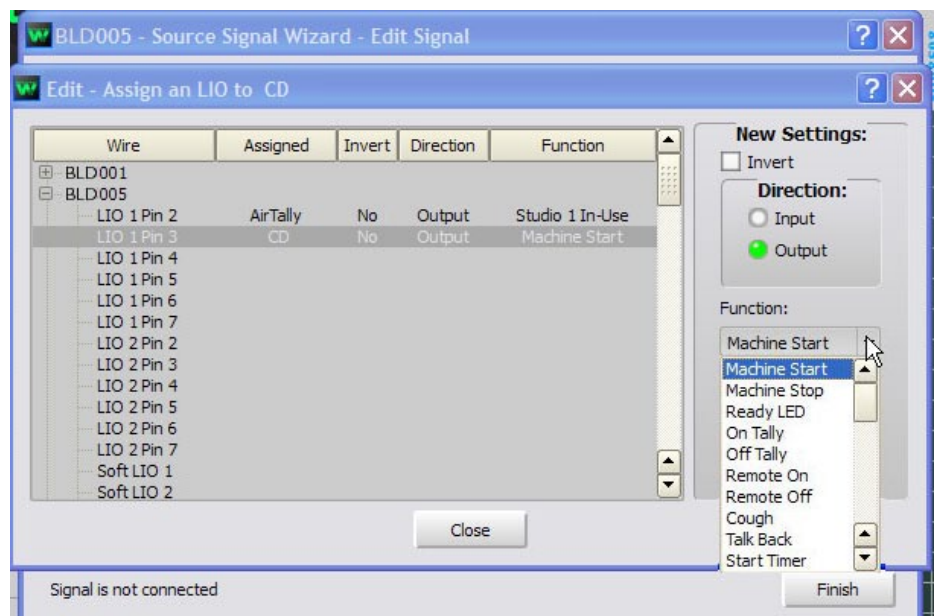 BLD005 - Source Signal Wizard - Edit Signal
Edit - Assign an LIO to CD
Wire Assigned Invert Direction Function
BLD001
BLD005
LIO 1 Pin 2 AirTally No Output Studio 1 In-Use
LIO 1 Pin 3 CD No Output Machine Start
LIO 1 Pin 4
LIO 1 Pin 5
LIO 1 Pin 6
LIO 1 Pin 7
LIO 2 Pin 2
LIO 2 Pin 3
LIO 2 Pin 4
LIO 2 Pin 5
LIO 2 Pin 6
LIO 2 Pin 7
Soft LIO 1
Soft LIO 2
New Settings:
Invert
Direction:
Input
Output
Function:
Machine Start
Machine Start
Machine Stop
Ready LED
On Tally
Off Tally
Remote On
Remote Off
Cough
Talk Back
Start Timer
Close
Signal is not connected
Finish